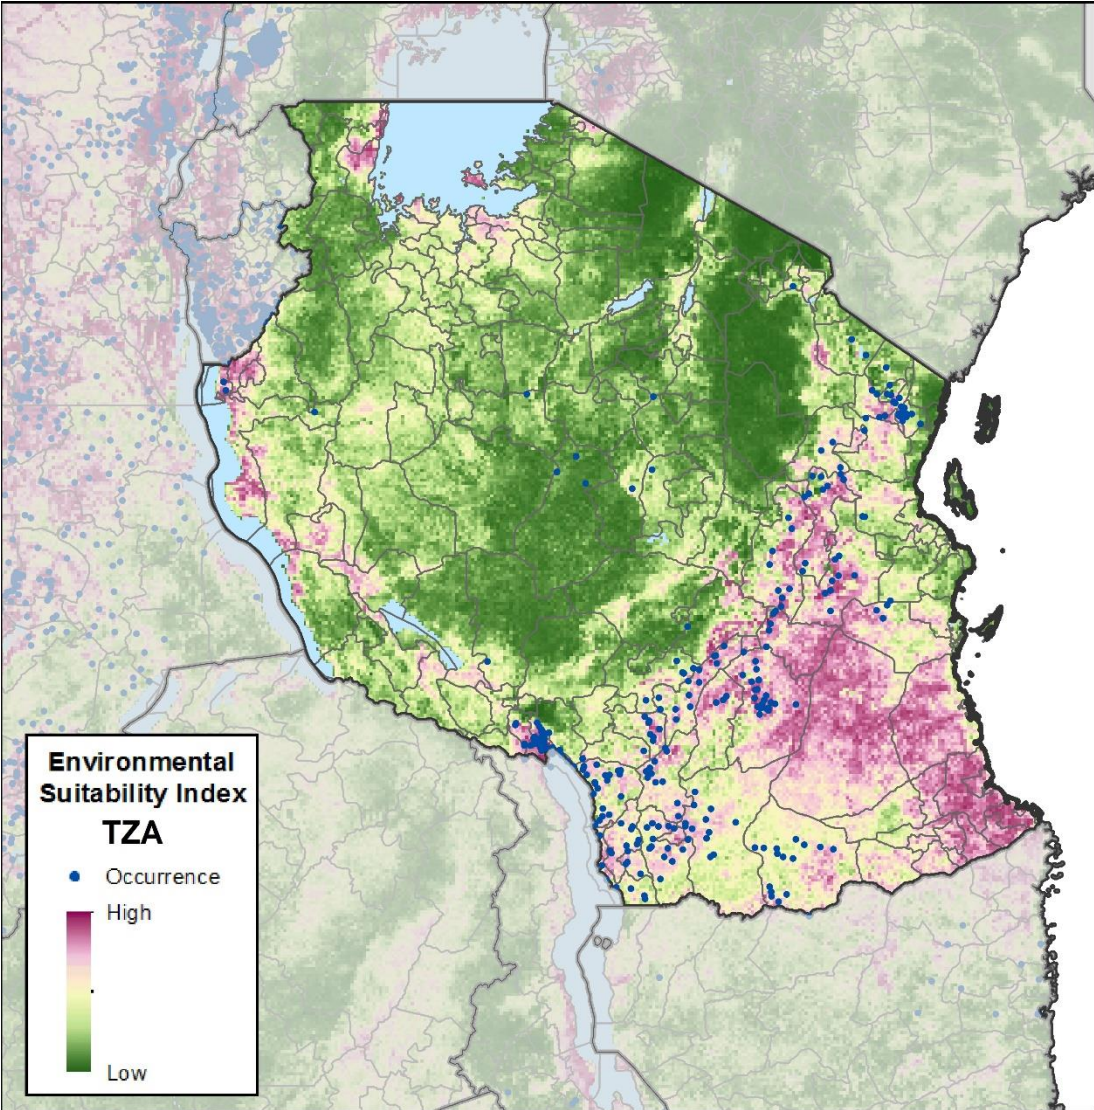 Environmental
Suitability Index
TZA
Occurrence
High
Low